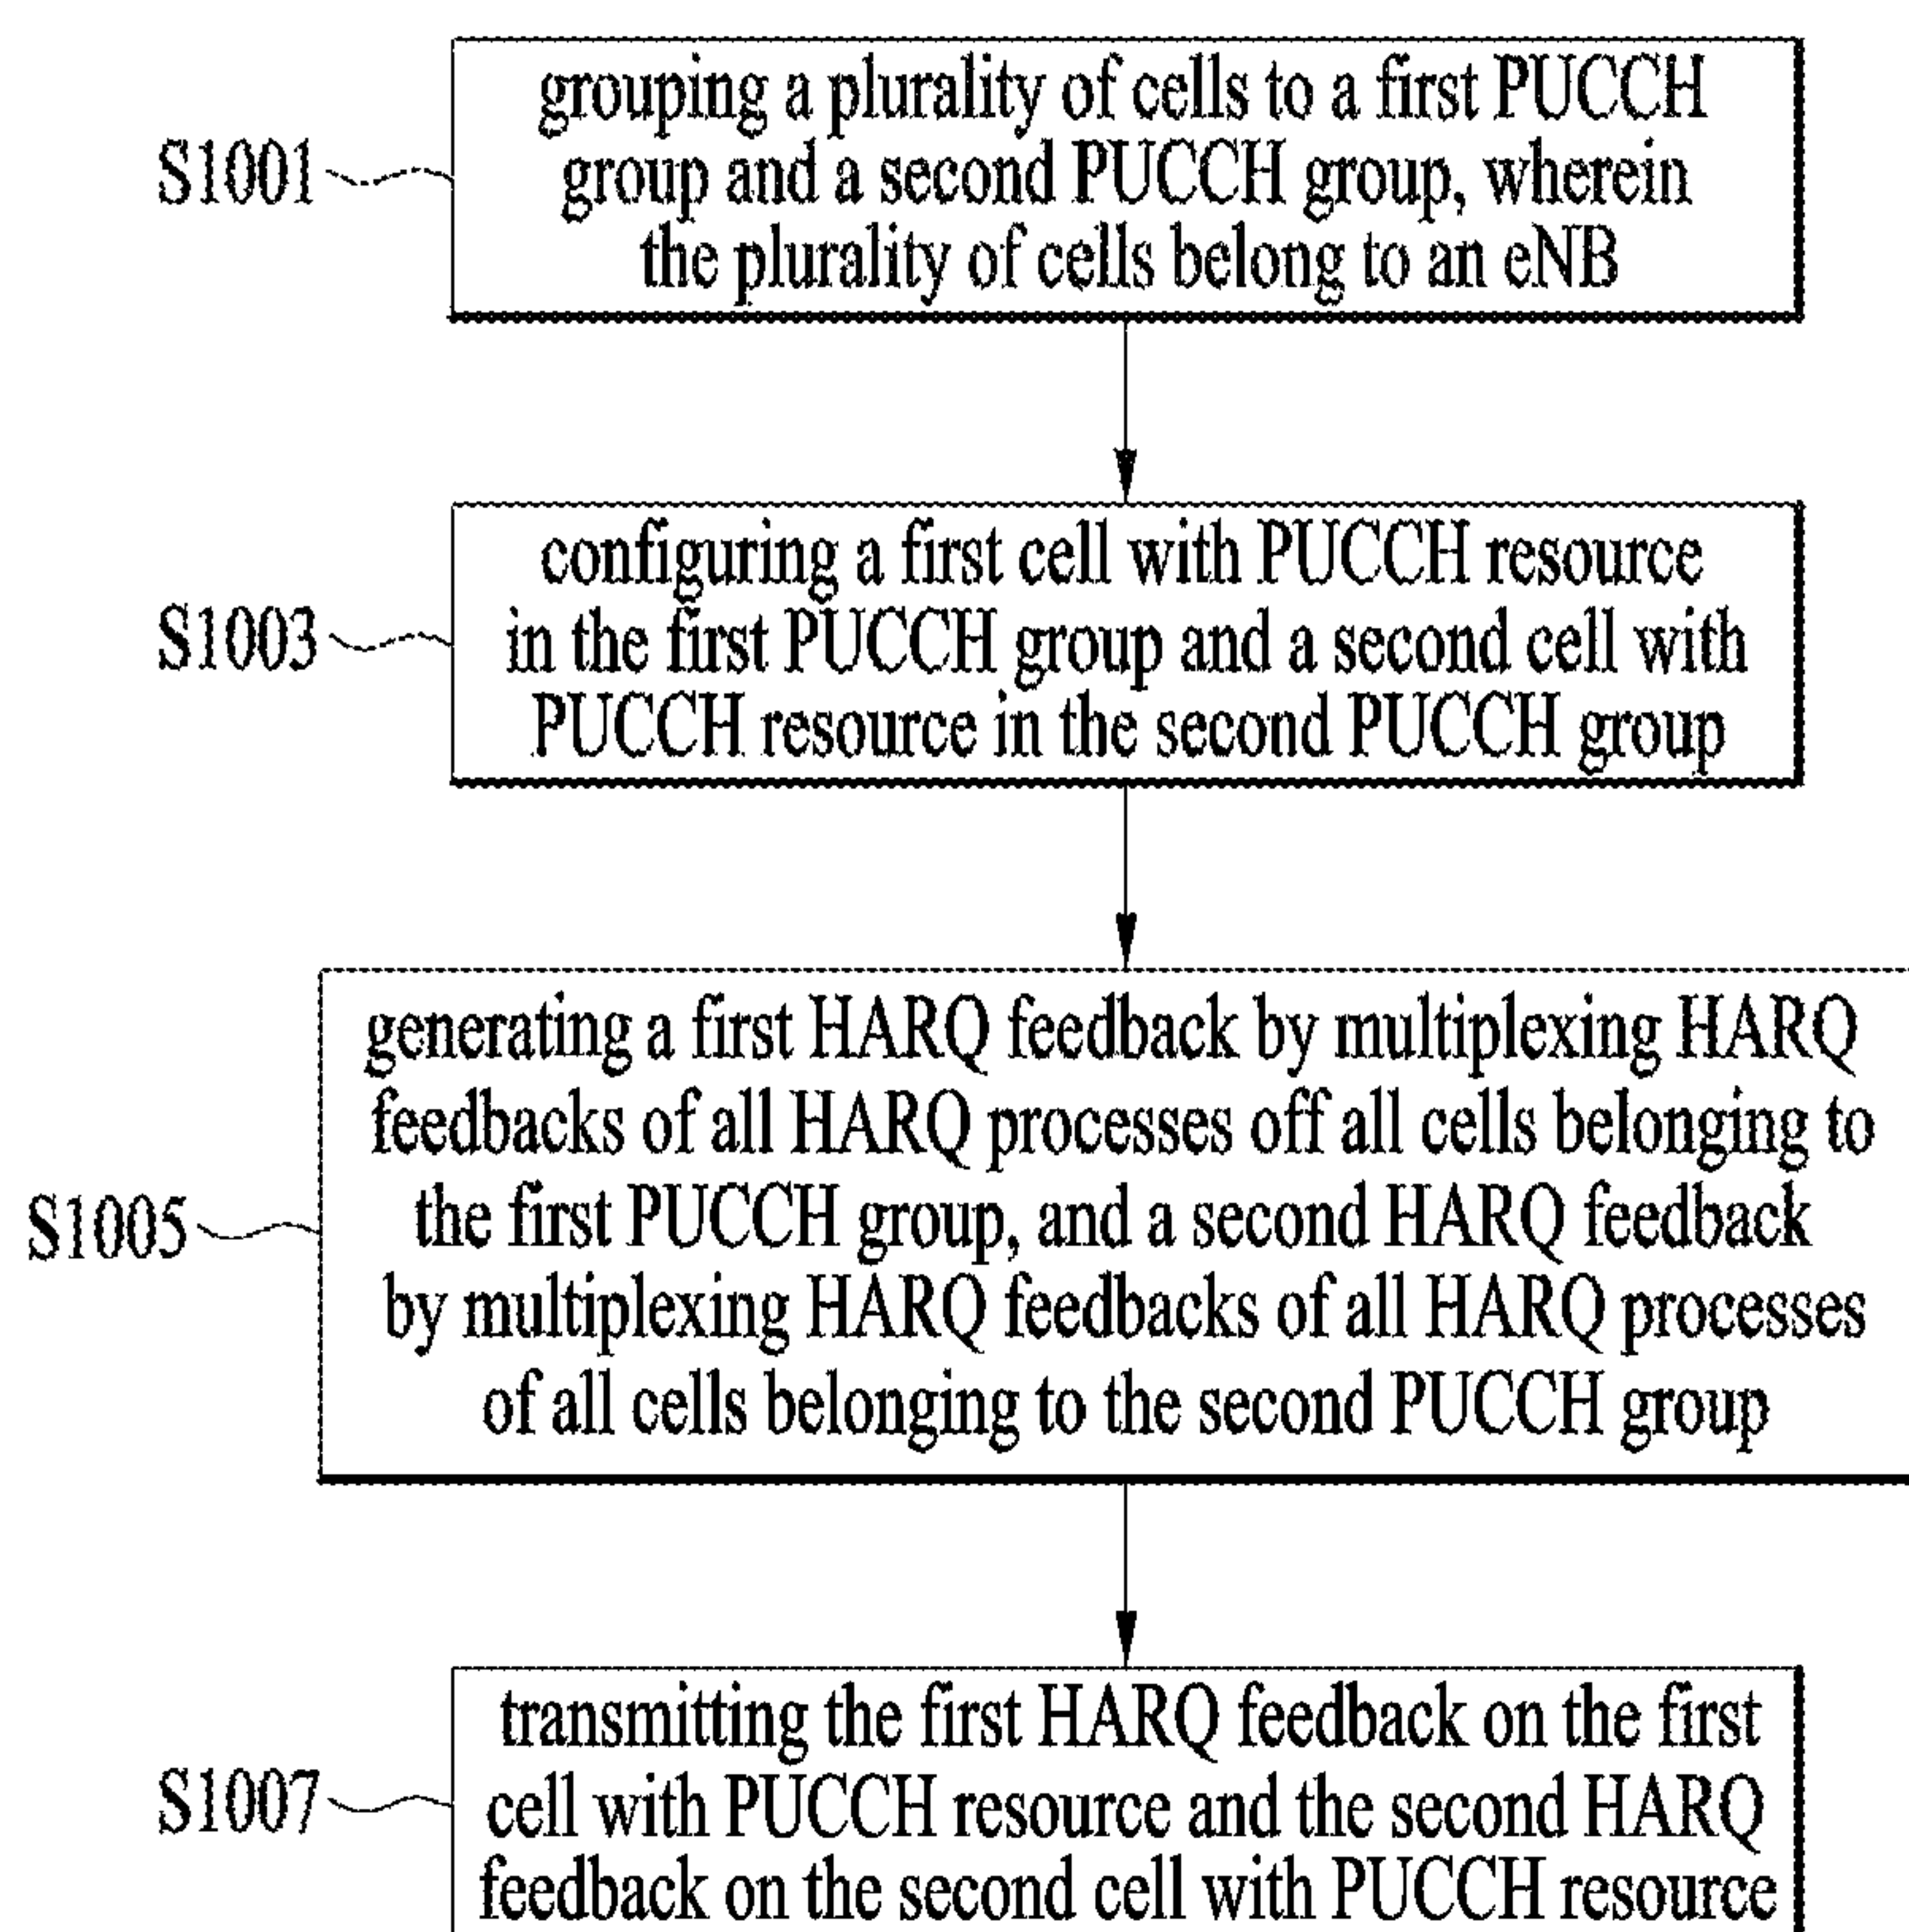 S1001
grouping a plurality of cells to a first PUCCH
group and a second PUCCH group, wherein
the plurality of cells belong to an eNB
S1003
configuring a first cell with PUCCH resource
in the first PUCCH group and a second cell with
PUCCH resource in the second PUCCH group
S1005
generating a first HARQ feedback by multiplexing HARQ
feedbacks of all HARQ processes off all cells belonging to
the first PUCCH group, and a second HARQ feedback
by multiplexing HARQ feedbacks of all HARQ processes
of all cells belonging to the second PUCCH group
S1007
transmitting the first HARQ feedback on the first
cell with PUCCH resource and the second HARQ
feedback on the second cell with PUCCH resource